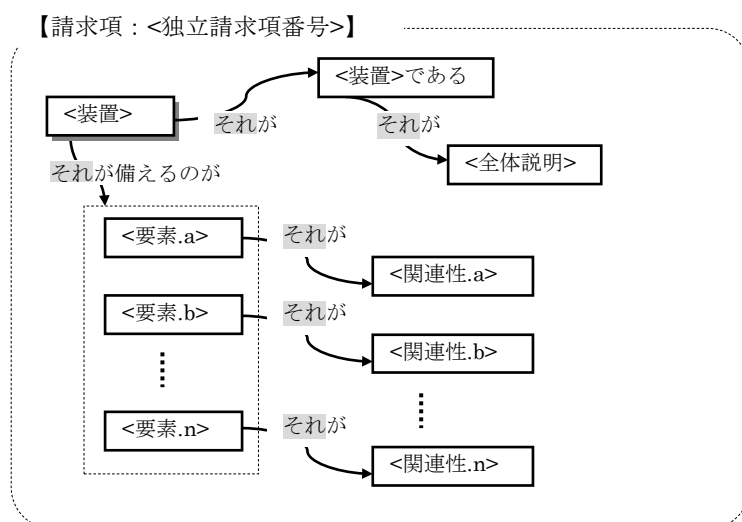 【請求項：<独立請求項番号>】
<装置>である
<装置>
それが
それが
<全体説明>
それが備えるのが
<要素.a>
それが
<関連性.a>
<要素.b>
それが
<関連性.b>
<要素.n>
それが
<関連性.n>